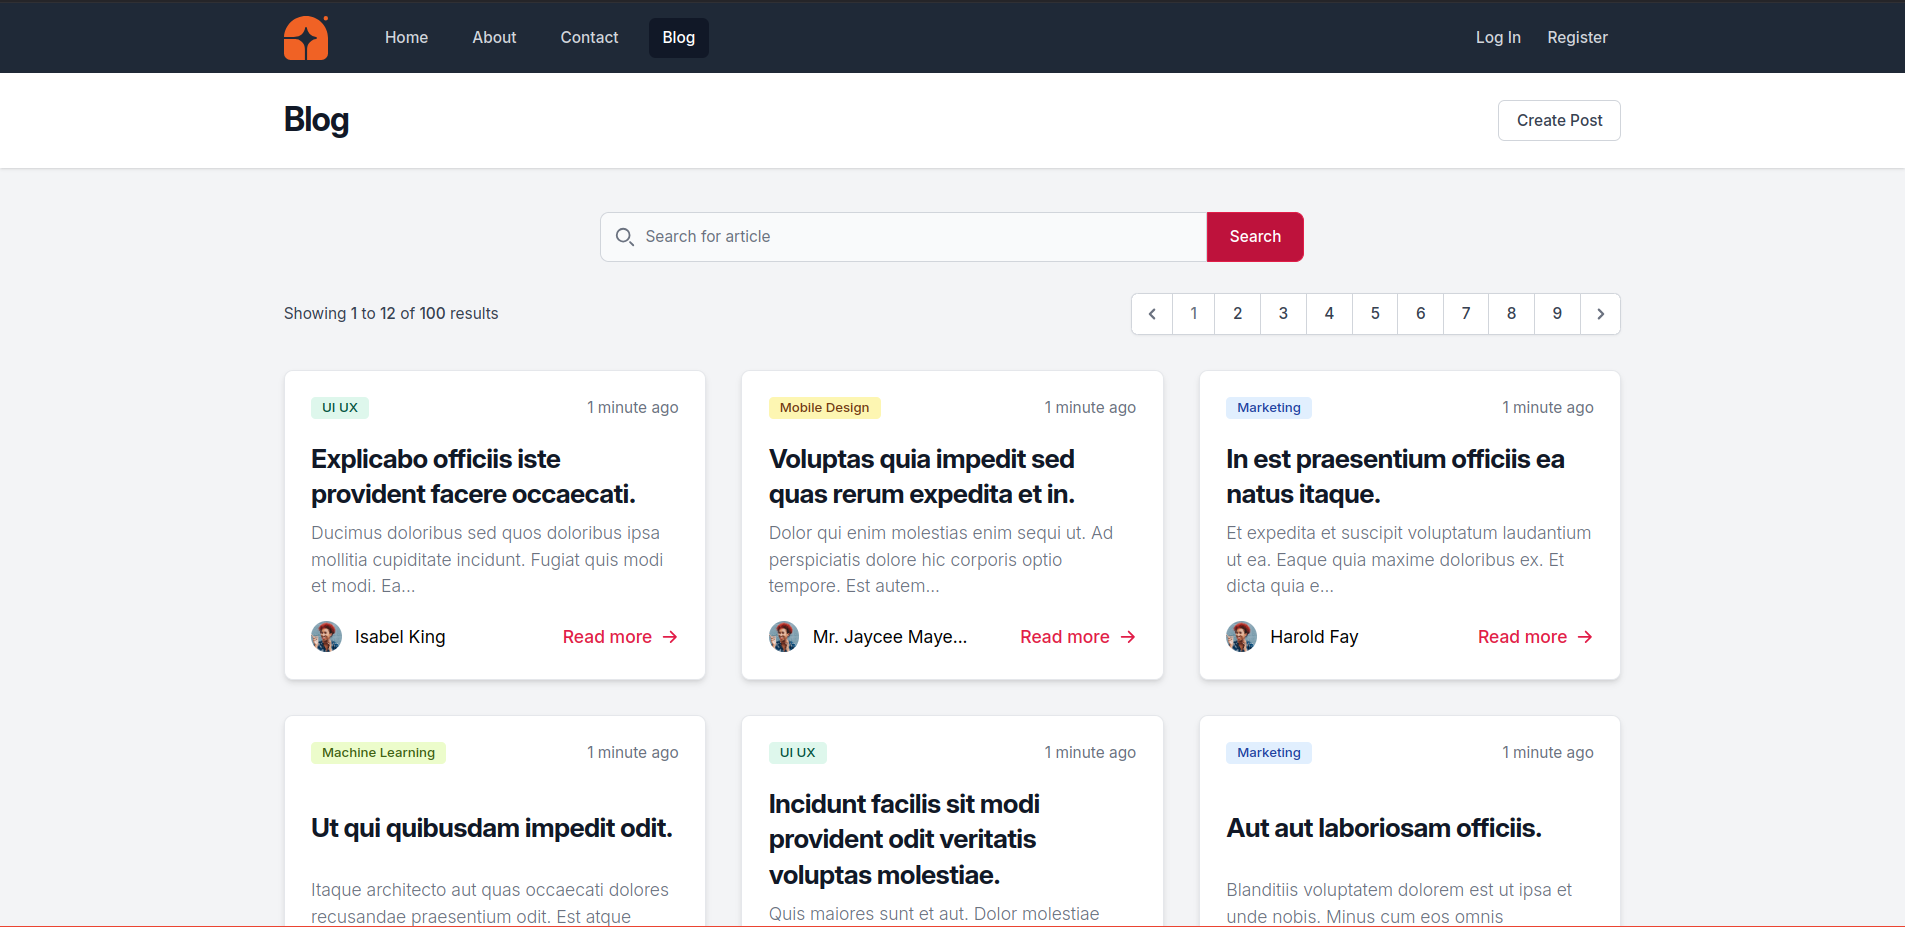 Home About Contact Blog Log In Register
Blog
Create Post
Search for article Search
Showing 1 to 12 of 100 results
1 2 3 4 5 6 7 8 9
UI UX 1 minute ago
Explicabo officiis iste
provident facere occaecati.
Ducimus doloribus sed quos doloribus ipsa
mollitia cupiditate incidunt. Fugiat quis modi
et modi. Ea...
Isabel King Read more →
Mobile Design 1 minute ago
Voluptas quia impedit sed
quas rerum expedita et in.
Dolor qui enim molestias enim sequi ut. Ad
perspiciatis dolore hic corporis optio
tempore. Est autem...
Mr. Jaycee Maye... Read more →
Marketing 1 minute ago
In est praesentium officiis ea
natus itaque.
Et expedita et suscipit voluptatum laudantium
ut ea. Eaque quia maxime doloribus ex. Et
dicta quia e...
Harold Fay Read more →
Machine Learning 1 minute ago
Ut qui quibusdam impedit odit.
Itaque architecto aut quas occaecati dolores
recusandae praesentium odit. Est atque
UI UX 1 minute ago
Incidunt facilis sit modi
provident odit veritatis
voluptas molestiae.
Quis maiores sunt et aut. Dolor molestiae
Marketing 1 minute ago
Aut aut laboriosam officiis.
Blanditiis voluptatem dolorem est ut ipsa et
unde nobis. Minus cum eos omnis